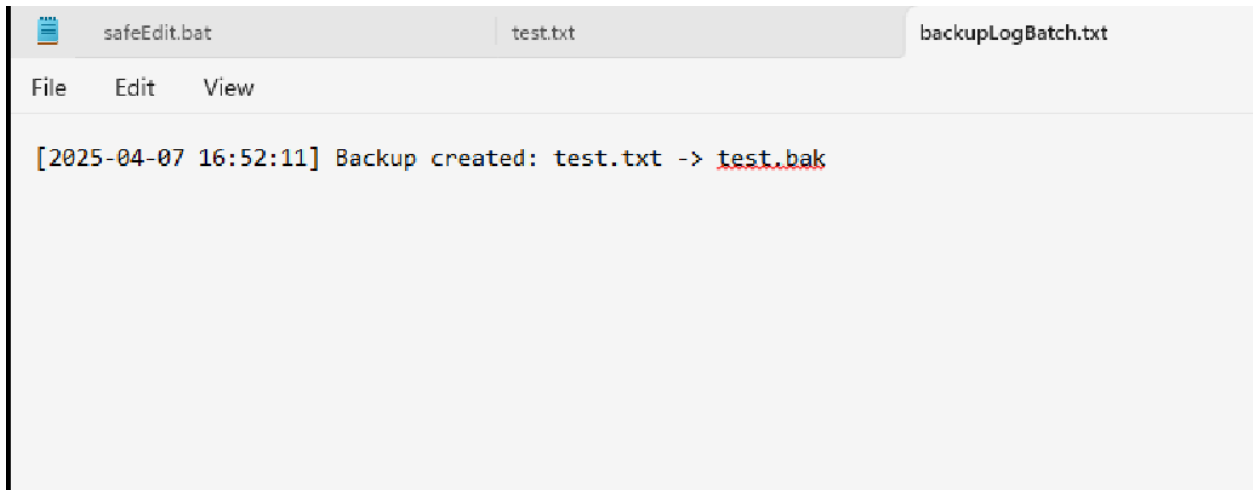 safeEdit.bat test.txt backupLogBatch.txt
File Edit View
[2025-04-07 16:52:11] Backup created: test.txt -> test.bak